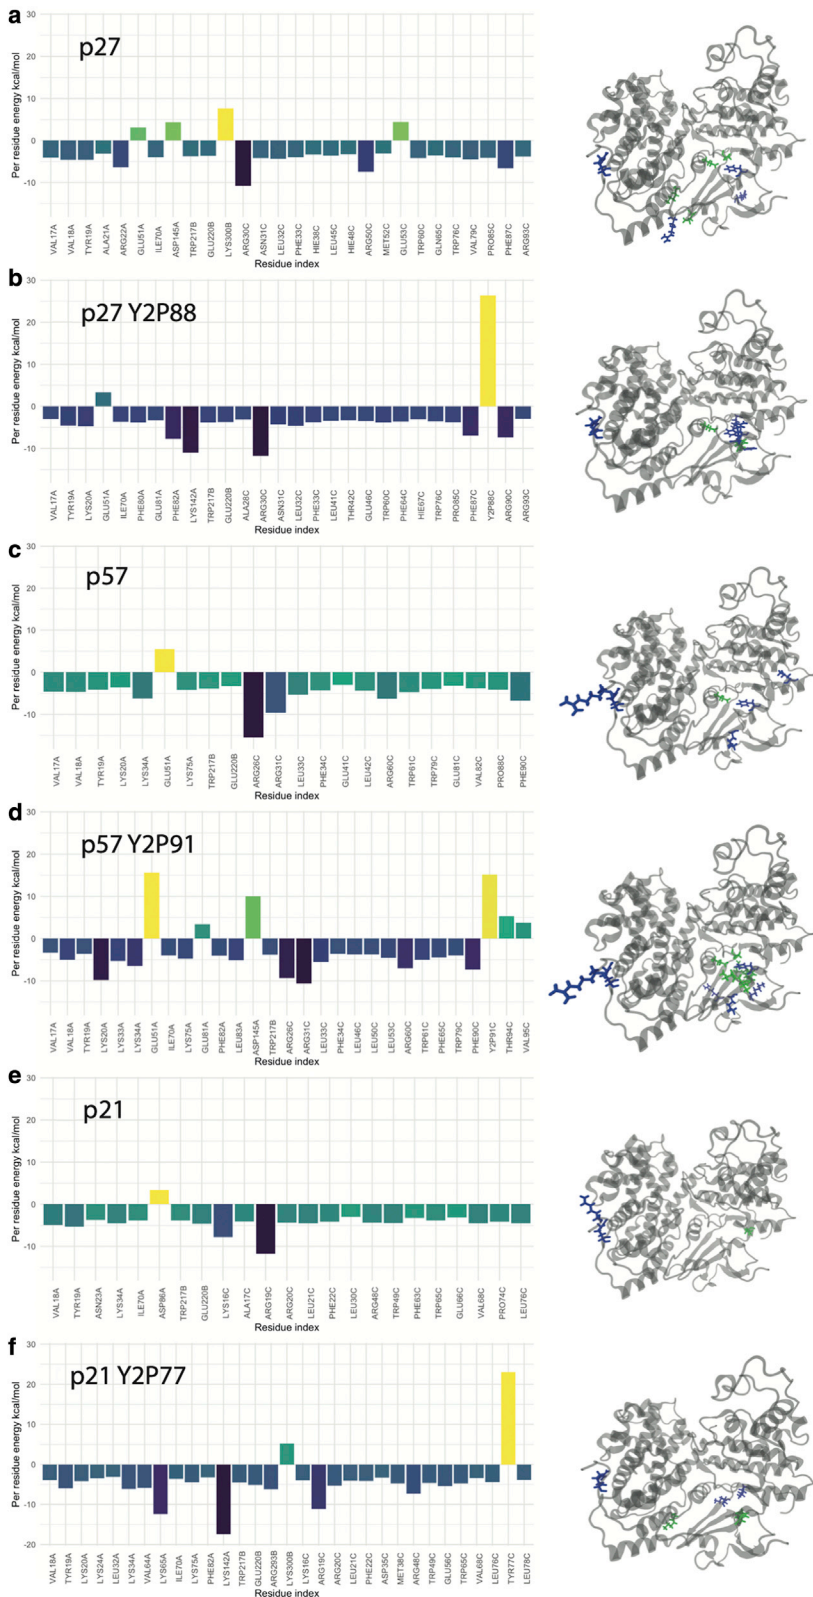 a
p27
Per residue energy kcal/mol
30
20
10
0
-10
VAL17A VAL18A TYR19A ALA21A ARG22A GLU51A ILE70A ASP145A TRP217B GLU220B LYS300B ARG30C ASN31C LEU32C PHE33C HIE38C LEU45C HIE48C ARG50C MET52C GLU53C TRP60C GLN65C TRP76C VAL79C PRO85C PHE87C ARG93C
Residue index
b
p27 Y2P88
Per residue energy kcal/mol
30
20
10
0
-10
VAL17A TYR19A LYS20A GLU51A ILE70A PHE80A GLU81A PHE82A LYS142A TRP217B GLU220B ALA28C ARG30C ASN31C LEU32C PHE33C LEU41C THR42C GLU46C TRP60C PHE64C HIE67C TRP76C PRO85C PHE87C Y2P88C ARG90C ARG93C
Residue index
c
p57
Per residue energy kcal/mol
30
20
10
0
-10
VAL17A VAL18A TYR19A LYS20A LYS34A GLU51A LYS75A TRP217B GLU220B ARG26C ARG31C LEU33C PHE34C GLU41C LEU42C ARG60C TRP61C TRP79C GLU81C VAL82C PRO88C PHE90C
Residue index
d
p57 Y2P91
Per residue energy kcal/mol
30
20
10
0
-10
VAL17A VAL18A TYR19A LYS20A LYS33A LYS34A GLU51A ILE70A LYS75A GLU81A PHE82A LEU83A ASP145A TRP217B ARG26C ARG31C LEU33C PHE34C LEU46C LEU50C LEU53C ARG60C TRP61C PHE65C TRP79C PHE90C Y2P91C THR94C VAL95C
Residue index
e
p21
Per residue energy kcal/mol
30
20
10
0
-10
VAL18A TYR19A ASN23A LYS34A ILE70A ASP86A TRP217B GLU220B LYS16C ALA17C ARG19C ARG20C LEU21C PHE22C LEU30C ARG48C TRP49C PHE63C TRP65C GLU66C VAL68C PRO74C LEU76C
Residue index
f
p21 Y2P77
Per residue energy kcal/mol
30
20
10
0
-10
-20
VAL18A TYR19A LYS20A LYS24A LEU32A LYS34A VAL64A LYS65A ILE70A LYS75A PHE82A LYS142A TRP217B GLU220B ARG293B LYS300B LYS16C ARG19C ARG20C LEU21C PHE22C ASP35C MET38C ARG48C TRP49C GLU56C TRP65C VAL68C LEU76C TYR77C LEU78C
Residue index